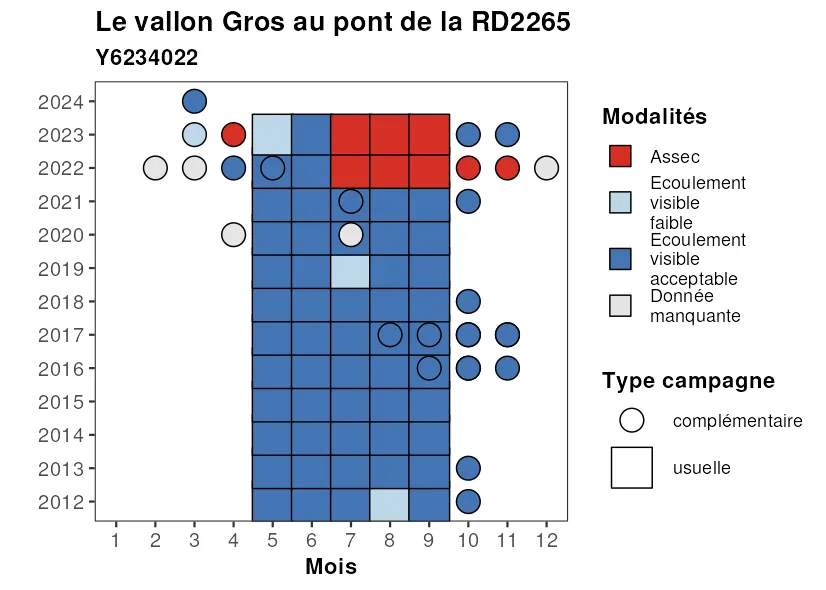 Le vallon Gros au pont de la RD2265
Y6234022
2024
2023
2022
2021
2020
2019
2018
2017
2016
2015
2014
2013
2012
1 2 3 4 5 6 7 8 9 10 11 12
Mois
Modalités
Assec
Ecoulement
visible
faible
Ecoulement
visible
acceptable
Donnée
manquante
Type campagne
complémentaire
usuelle